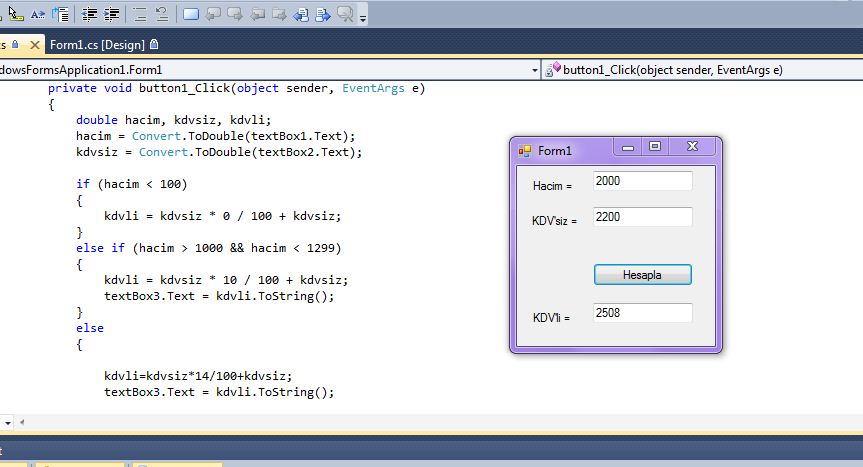 cs
Form1.cs [Design]
dowsFormsApplication1.Form1
button1_Click(object sender, EventArgs e)
private void button1_Click(object sender, EventArgs e)
{
double hacim, kdvsiz, kdvli;
hacim = Convert.ToDouble(textBox1.Text);
kdvsiz = Convert.ToDouble(textBox2.Text);
if (hacim < 100)
{
kdvli = kdvsiz * 0 / 100 + kdvsiz;
}
else if (hacim > 1000 && hacim < 1299)
{
kdvli = kdvsiz * 10 / 100 + kdvsiz;
textBox3.Text = kdvli.ToString();
}
else
{
kdvli=kdvsiz*14/100+kdvsiz;
textBox3.Text = kdvli.ToString();
Form1
Hacim = 2000
KDV'siz = 2200
Hesapla
KDV'li = 2508
t